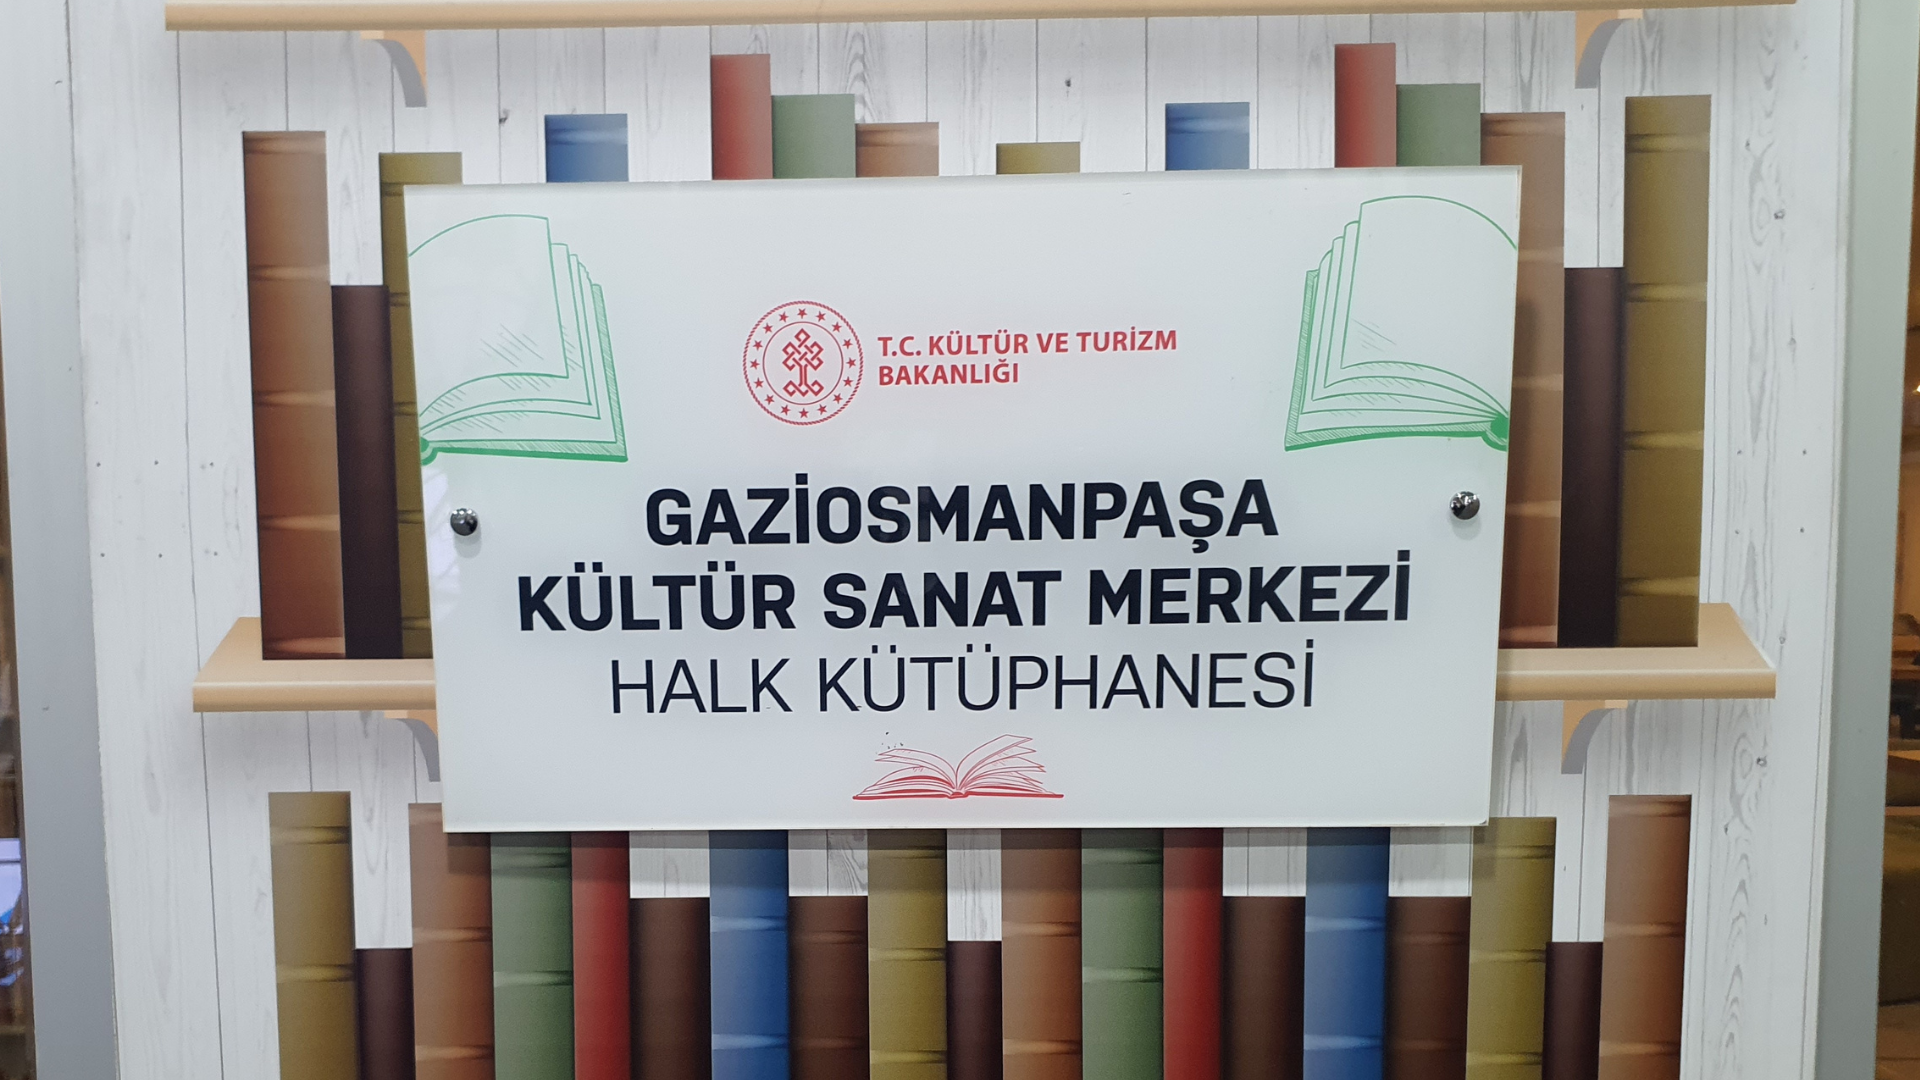 T.C. KÜLTÜR VE TURİZM
BAKANLIĞI
GAZİOSMANPAŞA
KÜLTÜR SANAT MERKEZİ
HALK KÜTÜPHANESİ